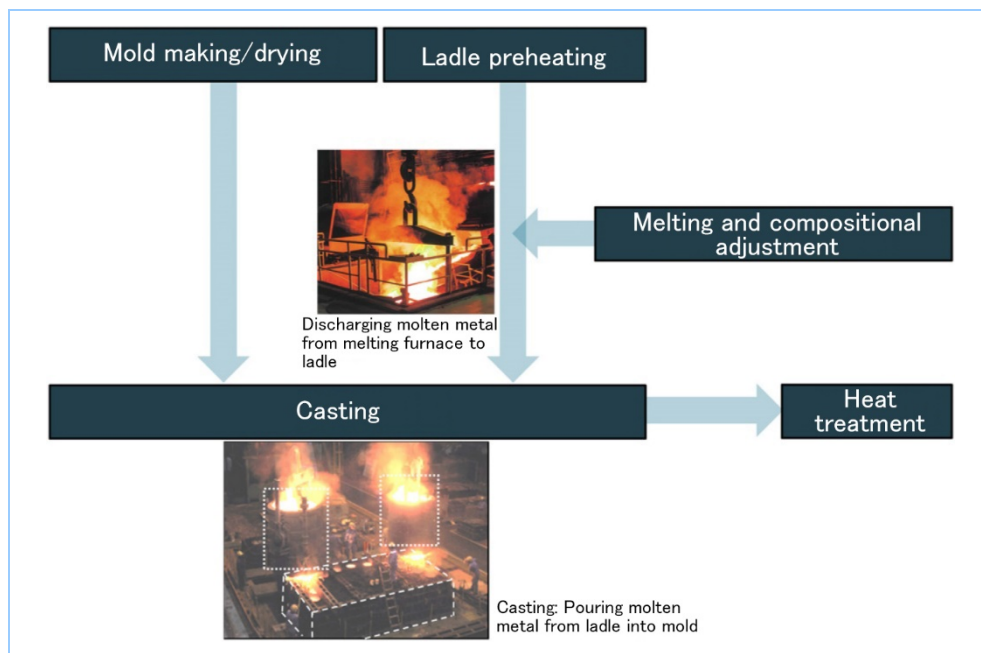 Mold making/drying
Ladle preheating
Melting and compositional
adjustment
Discharging molten metal
from melting furnace to
ladle
Casting
Heat
treatment
Casting: Pouring molten
metal from ladle into mold